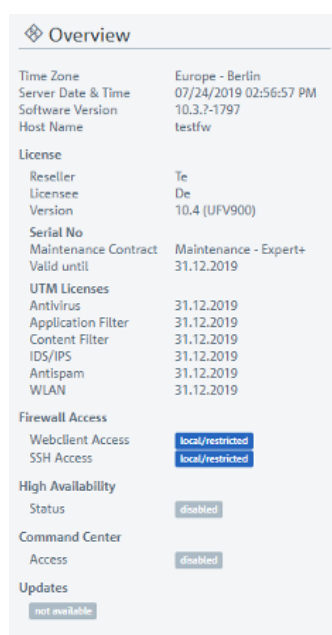 Overview
Time Zone Europe - Berlin
Server Date & Time 07/24/2019 02:56:57 PM
Software Version 10.3.?-1797
Host Name testfw
License
Reseller Te
Licensee De
Version 10.4 (UFV900)
Serial No
Maintenance Contract Maintenance - Expert+
Valid until 31.12.2019
UTM Licenses
Antivirus 31.12.2019
Application Filter 31.12.2019
Content Filter 31.12.2019
IDS/IPS 31.12.2019
Antispam 31.12.2019
WLAN 31.12.2019
Firewall Access
Webclient Access local/restricted
SSH Access local/restricted
High Availability
Status disabled
Command Center
Access disabled
Updates
not available